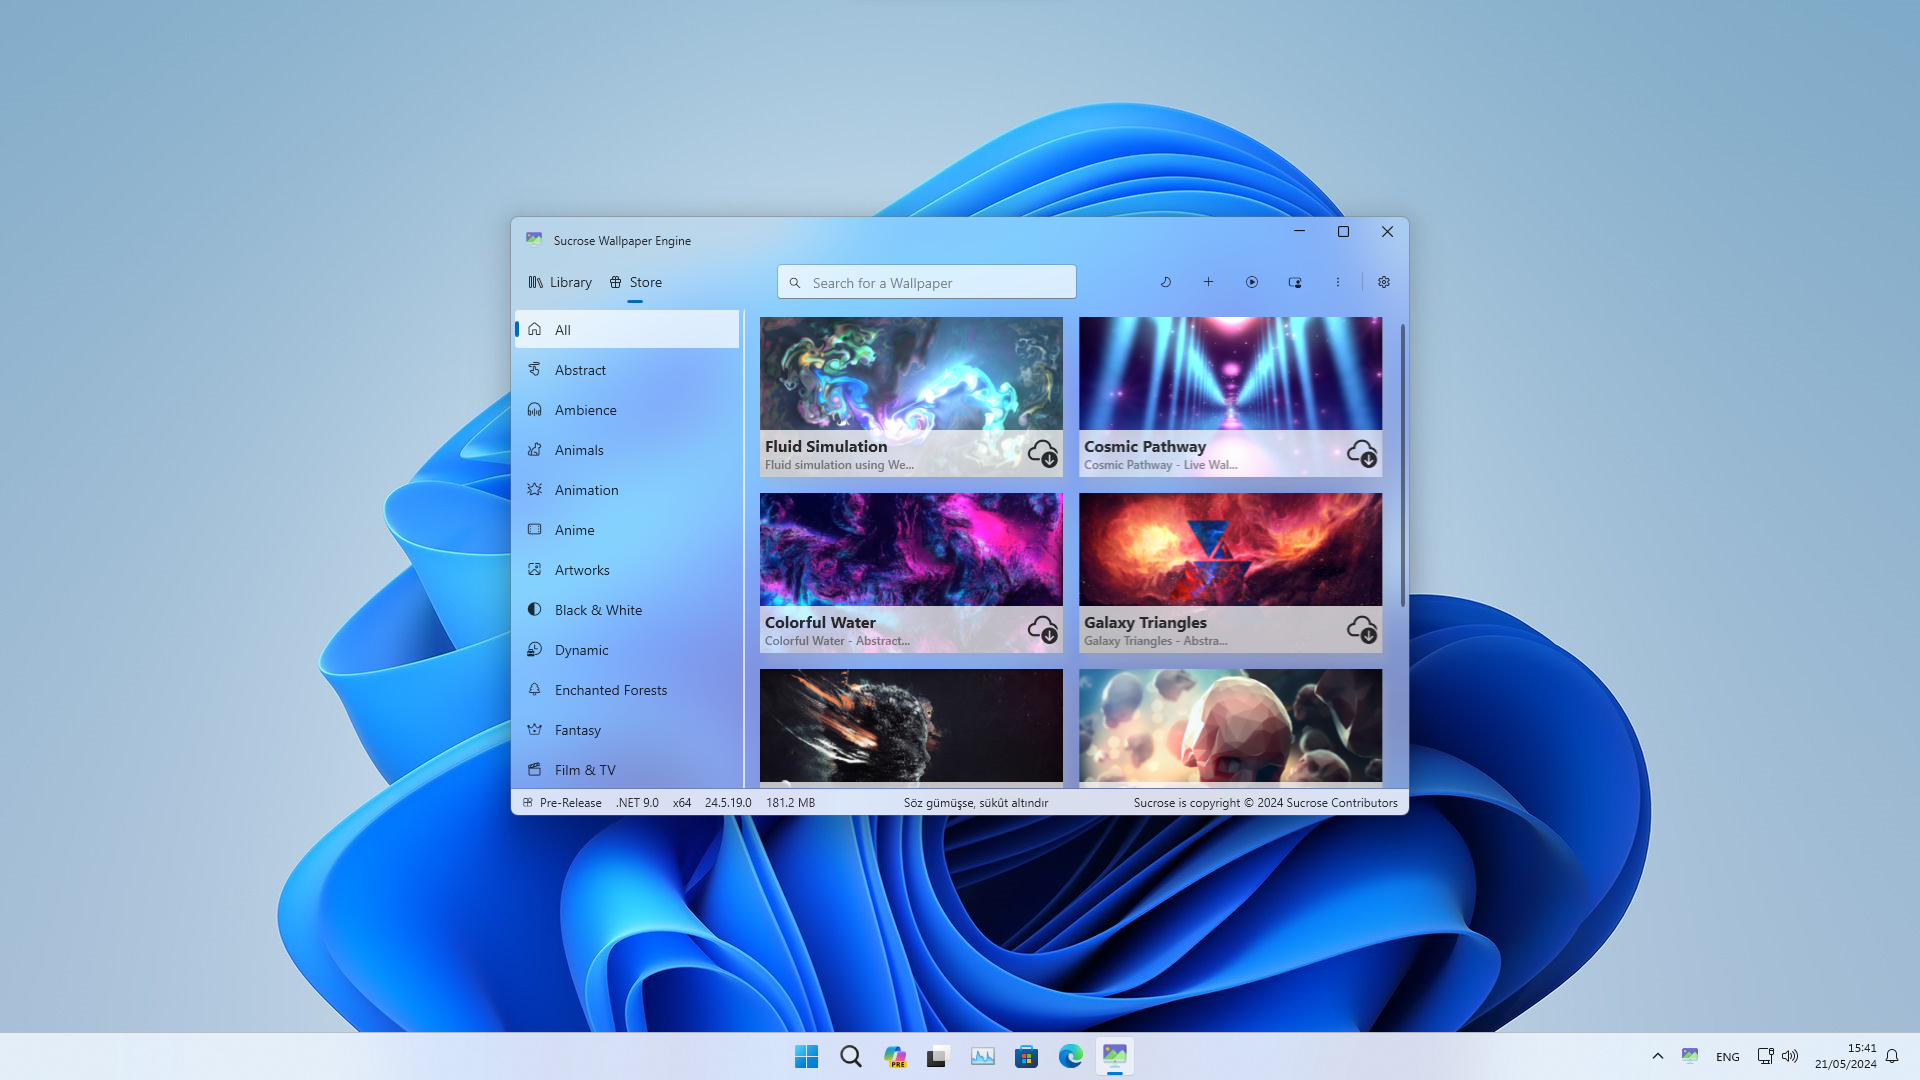 Sucrose Wallpaper Engine
Library
Store
Search for a Wallpaper
All
Abstract
Ambience
Animals
Animation
Anime
Artworks
Black & White
Dynamic
Enchanted Forests
Fantasy
Film & TV
Fluid Simulation
Fluid simulation using We...
Cosmic Pathway
Cosmic Pathway - Live Wal...
Colorful Water
Colorful Water - Abstract...
Galaxy Triangles
Galaxy Triangles - Abstra...
Pre-Release .NET 9.0 x64 24.5.19.0 181.2 MB
Söz gümüşse, sükût altındır
Sucrose is copyright © 2024 Sucrose Contributors
PRE
ENG
15:41
21/05/2024